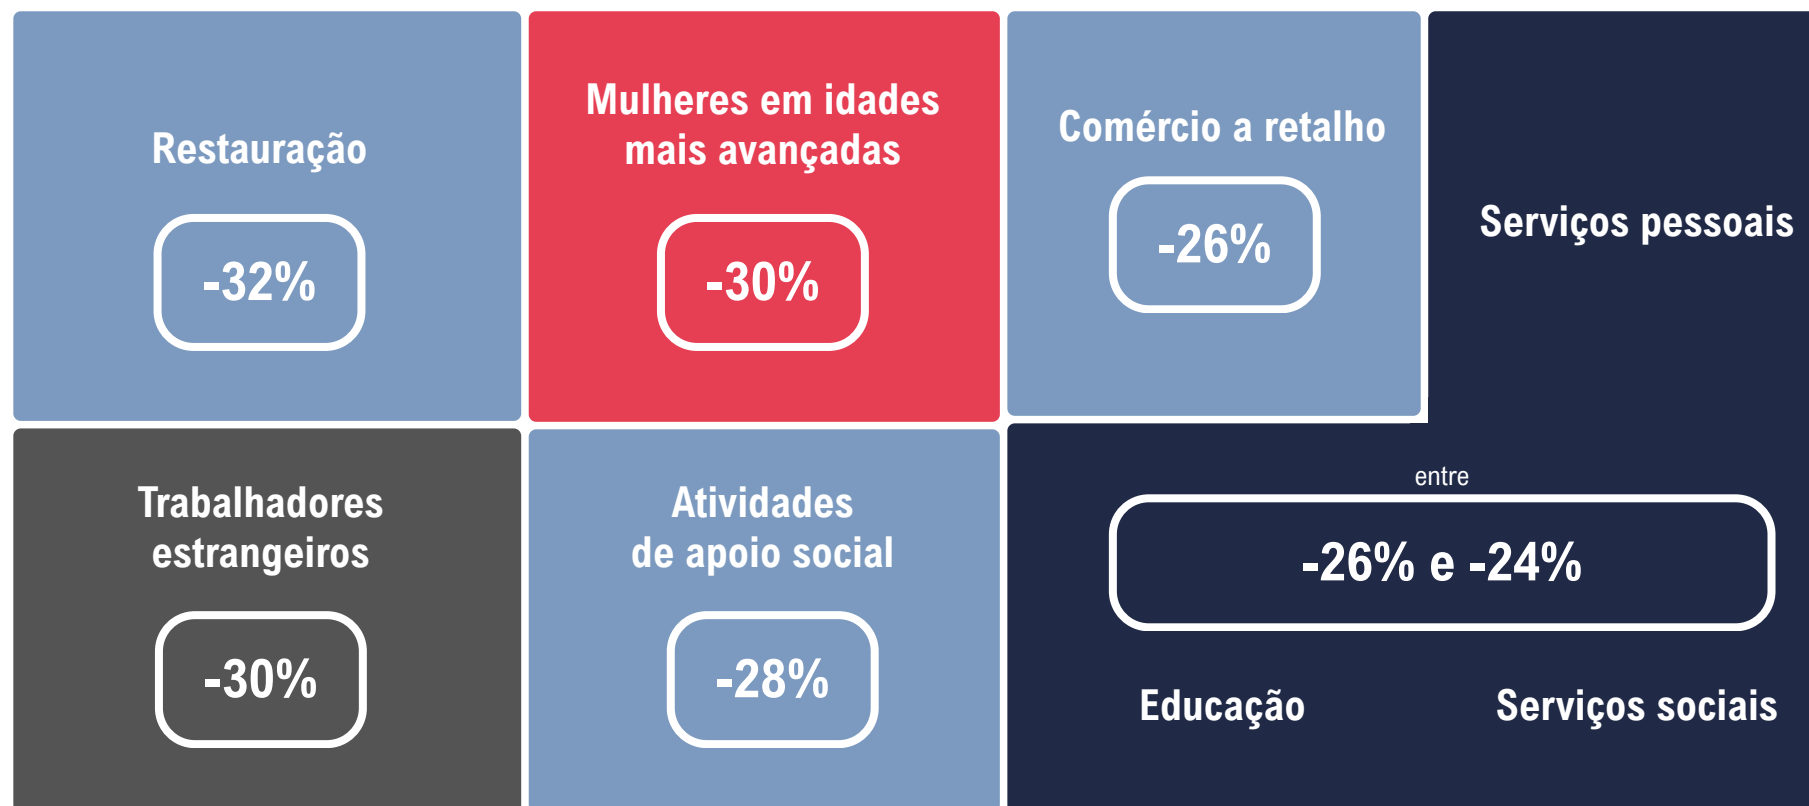 Restauração
-32%
Mulheres em idades
mais avançadas
-30%
Comércio a retalho
-26%
Serviços pessoais
Trabalhadores
estrangeiros
-30%
Atividades
de apoio social
-28%
entre
-26% e -24%
Educação
Serviços sociais